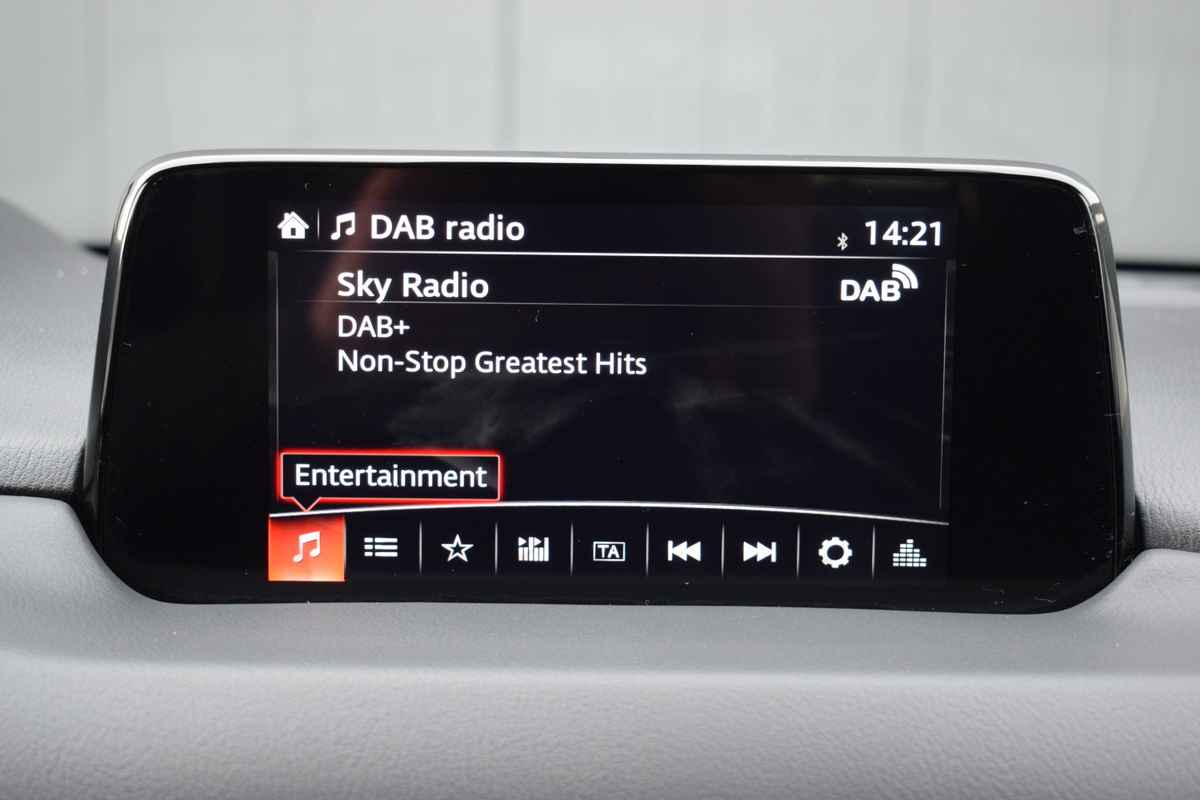 DAB radio 14:21
Sky Radio DAB
DAB+
Non-Stop Greatest Hits
Entertainment
TA